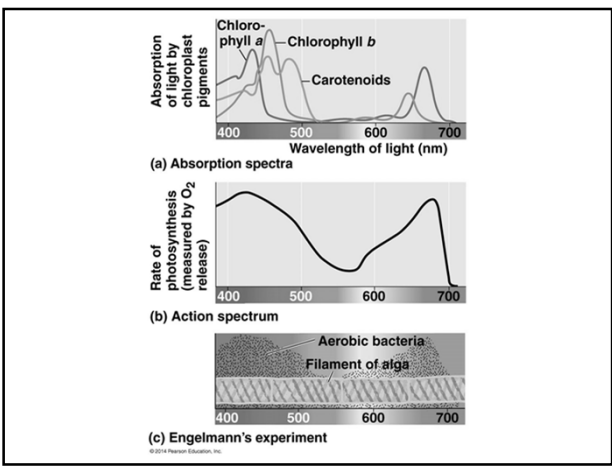 Chloro-
phyll a
Chlorophyll b
Carotenoids
Absorption
of light by
chloroplast
pigments
400 500 600 700
Wavelength of light (nm)
(a) Absorption spectra
Rate of
photosynthesis
(measured by O2
release)
400 500 600 700
(b) Action spectrum
Aerobic bacteria
Filament of alga
400 500 600 700
(c) Engelmann's experiment
© 2014 Pearson Education, Inc.